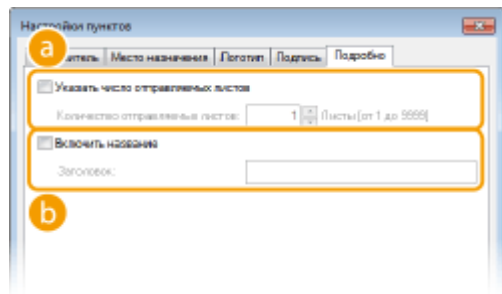 Настройки пунктов
a
итель Место назначения Логотип Подпись Подробно
Указать число отправляемых листов
Количество отправляемых листов: 1 Листы [от 1 до 9999]
Включить название
Заголовок:
b